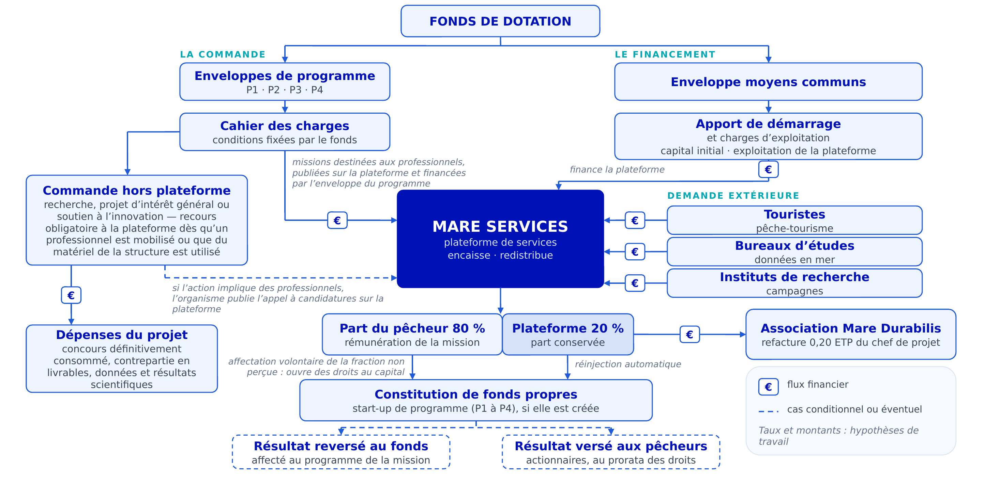 FONDS DE DOTATION
LA COMMANDE
LE FINANCEMENT
Enveloppes de programme
P1 · P2 · P3 · P4
Enveloppe moyens communs
Cahier des charges
conditions fixées par le fonds
Apport de démarrage
et charges d’exploitation
capital initial · exploitation de la plateforme
missions destinées aux professionnels,
publiées sur la plateforme et financées
par l’enveloppe du programme
finance la plateforme
€
Commande hors plateforme
recherche, projet d’intérêt général ou
soutien à l’innovation — recours
obligatoire à la plateforme dès qu’un
professionnel est mobilisé ou que du
matériel de la structure est utilisé
€
MARE SERVICES
plateforme de services
encaisse · redistribue
DEMANDE EXTÉRIEURE
€
Touristes
pêche-tourisme
€
Bureaux d’études
données en mer
€
Instituts de recherche
campagnes
€
si l’action implique des professionnels,
l’organisme publie l’appel à candidatures sur la
plateforme
Dépenses du projet
concours définitivement
consommé, contrepartie en
livrables, données et résultats
scientifiques
Part du pêcheur 80 %
rémunération de la mission
Plateforme 20 %
part conservée
€
Association Mare Durabilis
refacture 0,20 ETP du chef de projet
affectation volontaire de la fraction non
perçue : ouvre des droits au capital
réinjection automatique
Constitution de fonds propres
start-up de programme (P1 à P4), si elle est créée
€ flux financier
cas conditionnel ou éventuel
Taux et montants : hypothèses de
travail
Résultat reversé au fonds
affecté au programme de la mission
Résultat versé aux pêcheurs
actionnaires, au prorata des droits